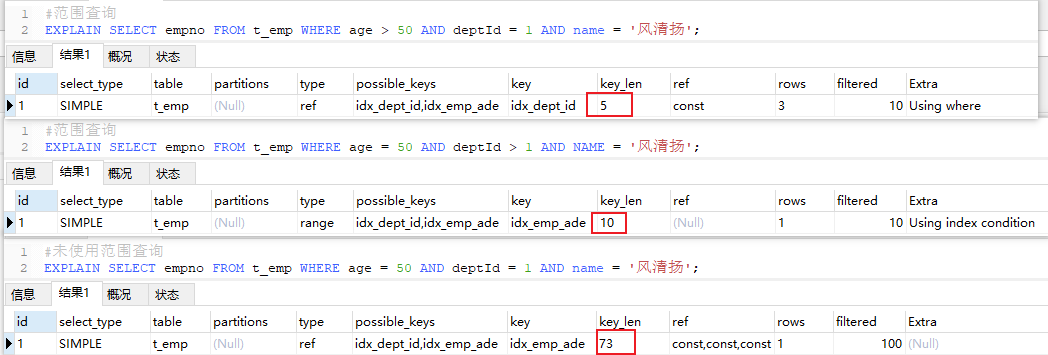 1 #范围查询
2 EXPLAIN SELECT empno FROM t_emp WHERE age > 50 AND deptId = 1 AND name = '风清扬';
信息 结果1 概况 状态
id select_type table partitions type possible_keys key key_len ref rows filtered Extra
1 SIMPLE t_emp (Null) ref idx_dept_id,idx_emp_ade idx_dept_id 5 const 3 10 Using where
1 #范围查询
2 EXPLAIN SELECT empno FROM t_emp WHERE age = 50 AND deptId > 1 AND NAME = '风清扬';
信息 结果1 概况 状态
id select_type table partitions type possible_keys key key_len ref rows filtered Extra
1 SIMPLE t_emp (Null) range idx_dept_id,idx_emp_ade idx_emp_ade 10 (Null) 1 10 Using index condition
1 #未使用范围查询
2 EXPLAIN SELECT empno FROM t_emp WHERE age = 50 AND deptId = 1 AND name = '风清扬';
信息 结果1 概况 状态
id select_type table partitions type possible_keys key key_len ref rows filtered Extra
1 SIMPLE t_emp (Null) ref idx_dept_id,idx_emp_ade idx_emp_ade 73 const,const,const 1 100 (Null)